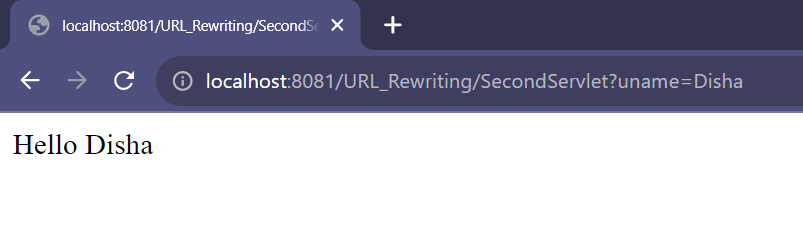 localhost:8081/URL_Rewriting/SecondSe
localhost:8081/URL_Rewriting/SecondServlet?uname=Disha
Hello Disha